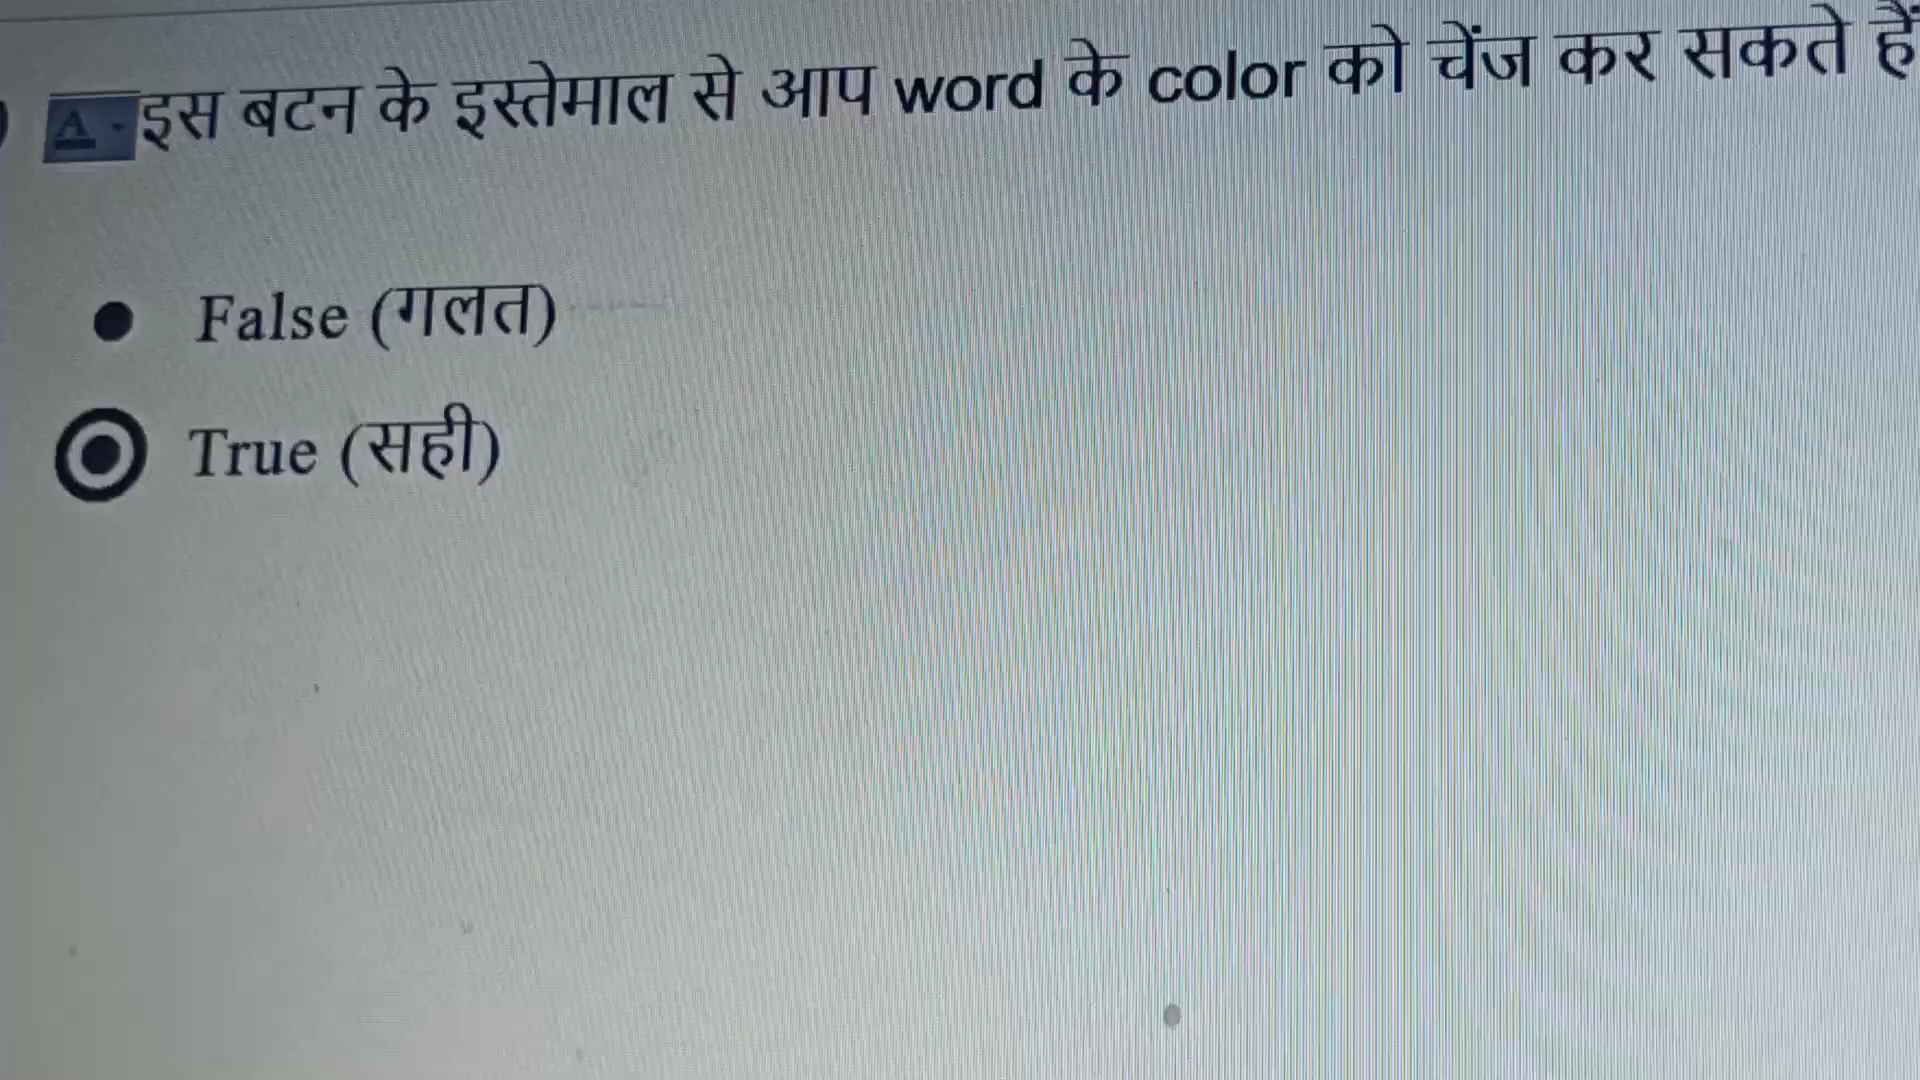 A इस बटन के इस्तेमाल से आप word के color को चेंज कर सकते हैं
False (गलत)
True (सही)